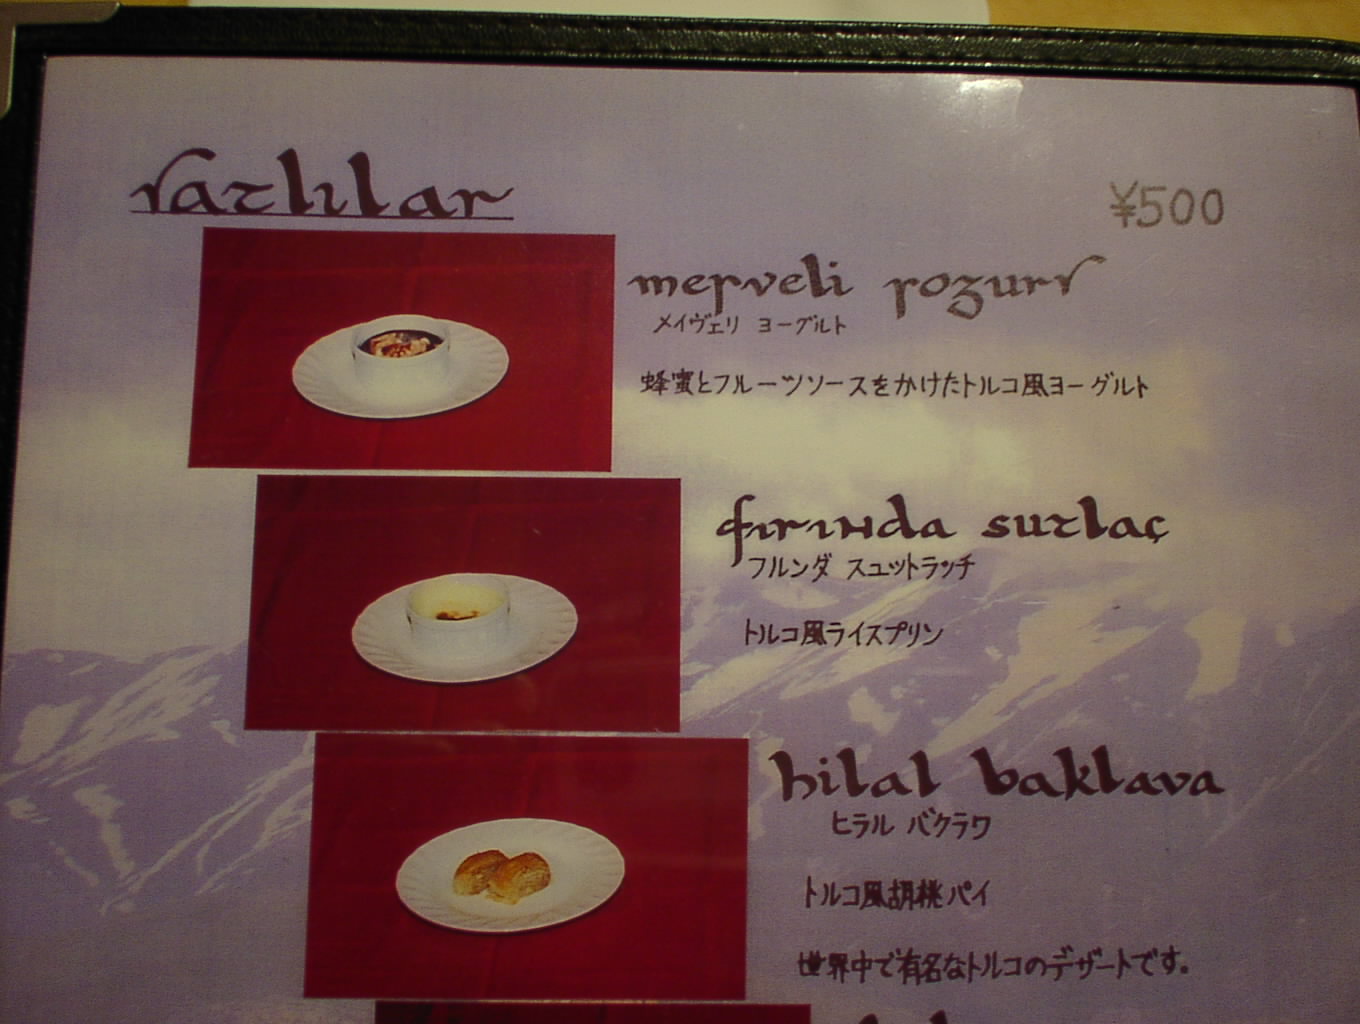 tatlılar
¥500
meyveli yogurt
メイヴェリ ヨーグルト
蜂蜜とフルーツソースをかけたトルコ風ヨーグルト
fırında sutlaç
フルンダ スュットラッチ
トルコ風ライスプリン
hilal baklava
ヒラル バクラワ
トルコ風胡桃パイ
世界中で有名なトルコのデザートです。